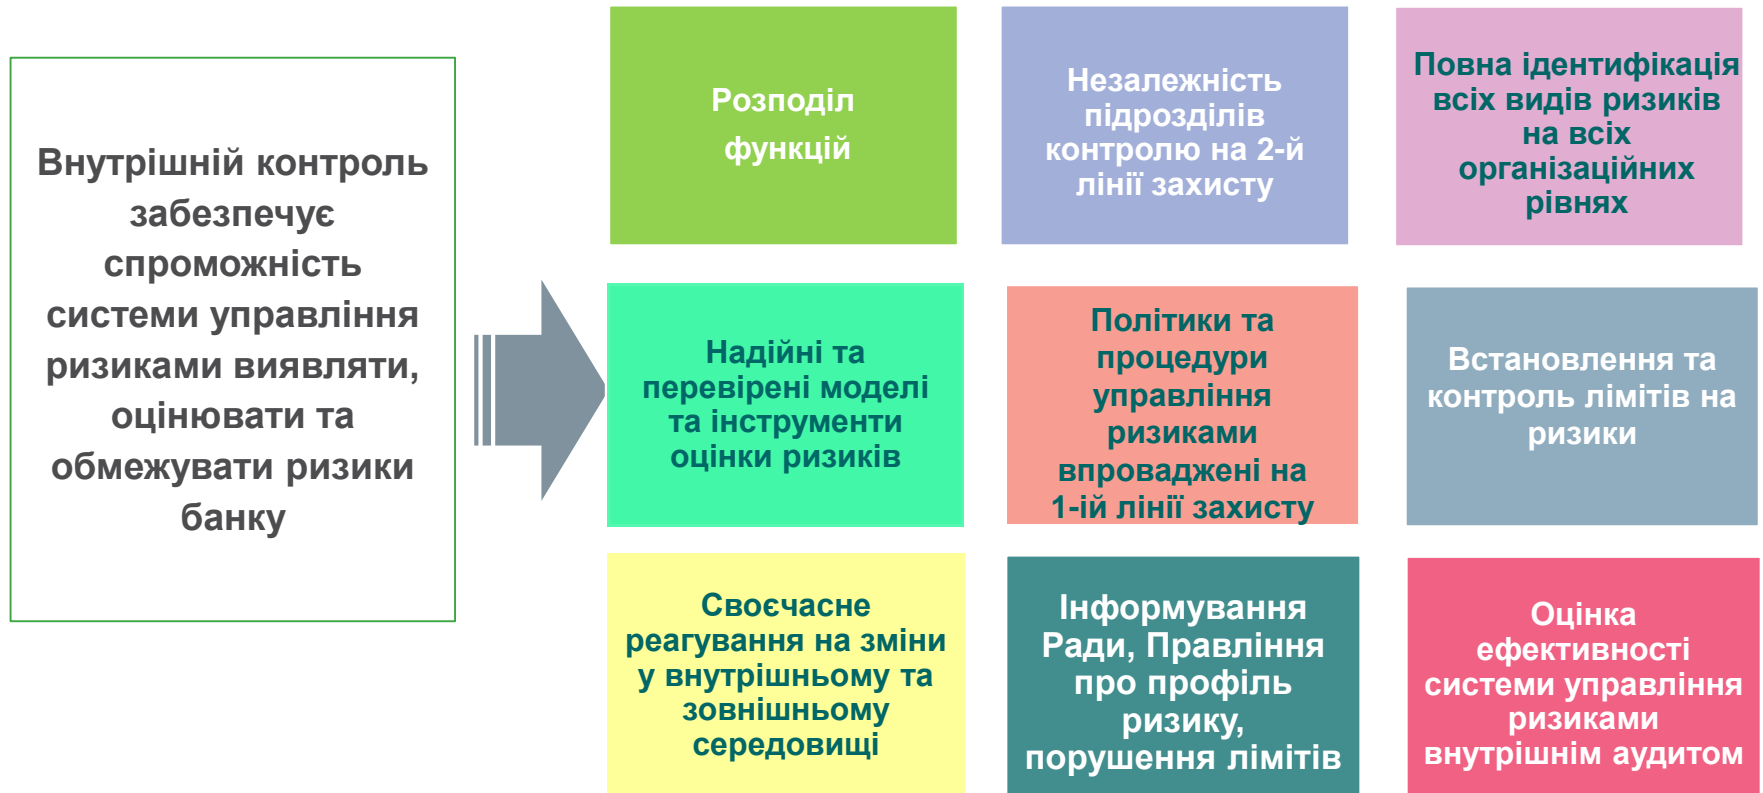 Внутрішній контроль
забезпечує
спроможність
системи управління
ризиками виявляти,
оцінювати та
обмежувати ризики
банку
Розподіл
функцій
Незалежність
підрозділів
контролю на 2-й
лінії захисту
Повна ідентифікація
всіх видів ризиків
на всіх
організаційних
рівнях
Надійні та
перевірені моделі
та інструменти
оцінки ризиків
Політики та
процедури
управління
ризиками
впроваджені на
1-ій лінії захисту
Встановлення та
контроль лімітів на
ризики
Своєчасне
реагування на зміни
у внутрішньому та
зовнішньому
середовищі
Інформування
Ради, Правління
про профіль
ризику,
порушення лімітів
Оцінка
ефективності
системи управління
ризиками
внутрішнім аудитом